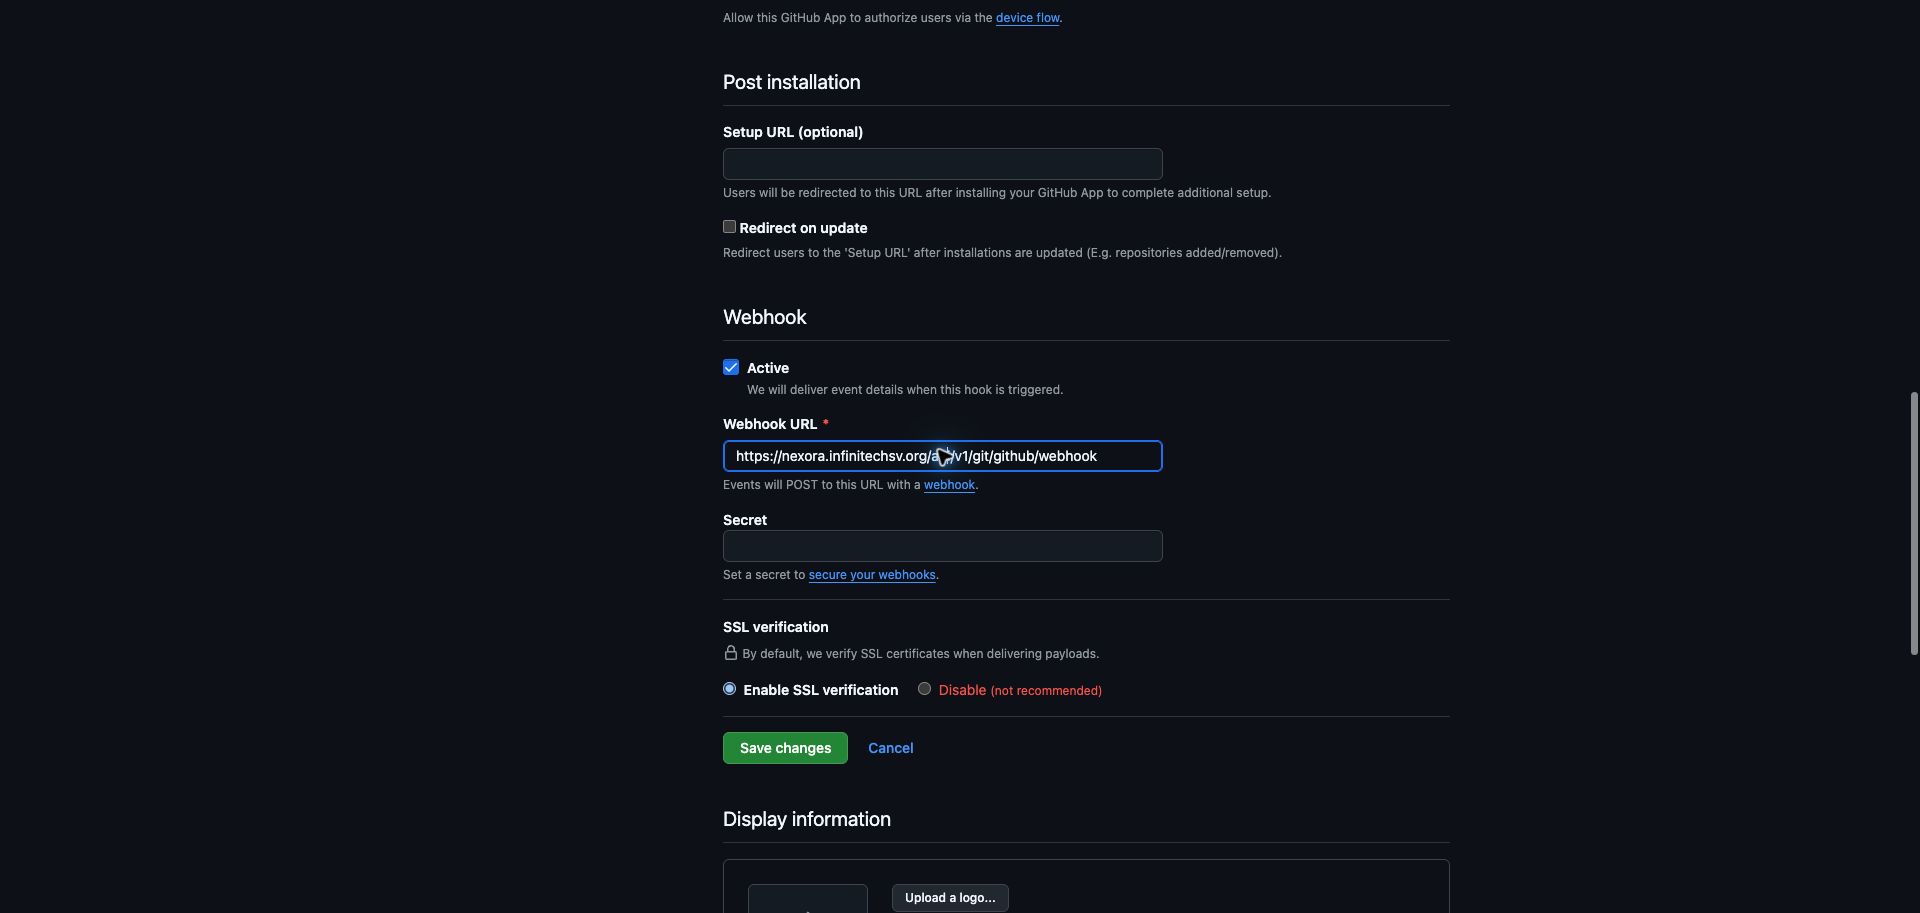 Allow this GitHub App to authorize users via the device flow.
Post installation
Setup URL (optional)
Users will be redirected to this URL after installing your GitHub App to complete additional setup.
Redirect on update
Redirect users to the 'Setup URL' after installations are updated (E.g. repositories added/removed).
Webhook
Active
We will deliver event details when this hook is triggered.
Webhook URL *
https://nexora.infinitechsv.org/a /v1/git/github/webhook
Events will POST to this URL with a webhook.
Secret
Set a secret to secure your webhooks.
SSL verification
By default, we verify SSL certificates when delivering payloads.
Enable SSL verification Disable (not recommended)
Save changes Cancel
Display information
Upload a logo...